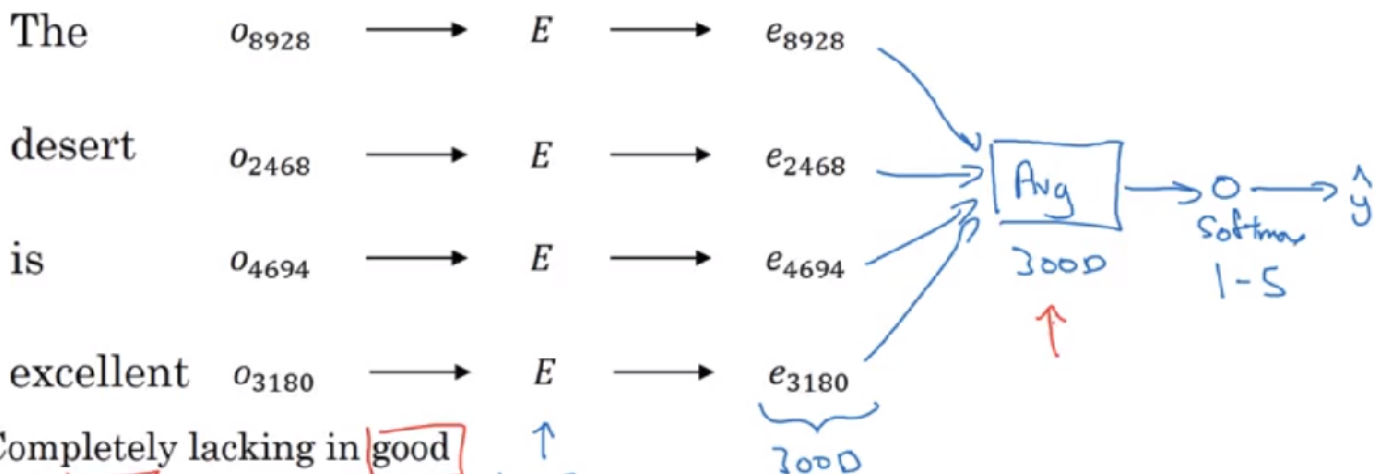 The o₈₉₂₈ → E → e₈₉₂₈
desert o₂₄₆₈ → E → e₂₄₆₈
Avg → O → ŷ
Softmax
is o₄₆₉₄ → E → e₄₆₉₄
300D
1-5
excellent o₃₁₈₀ → E → e₃₁₈₀
Completely lacking in good
300D